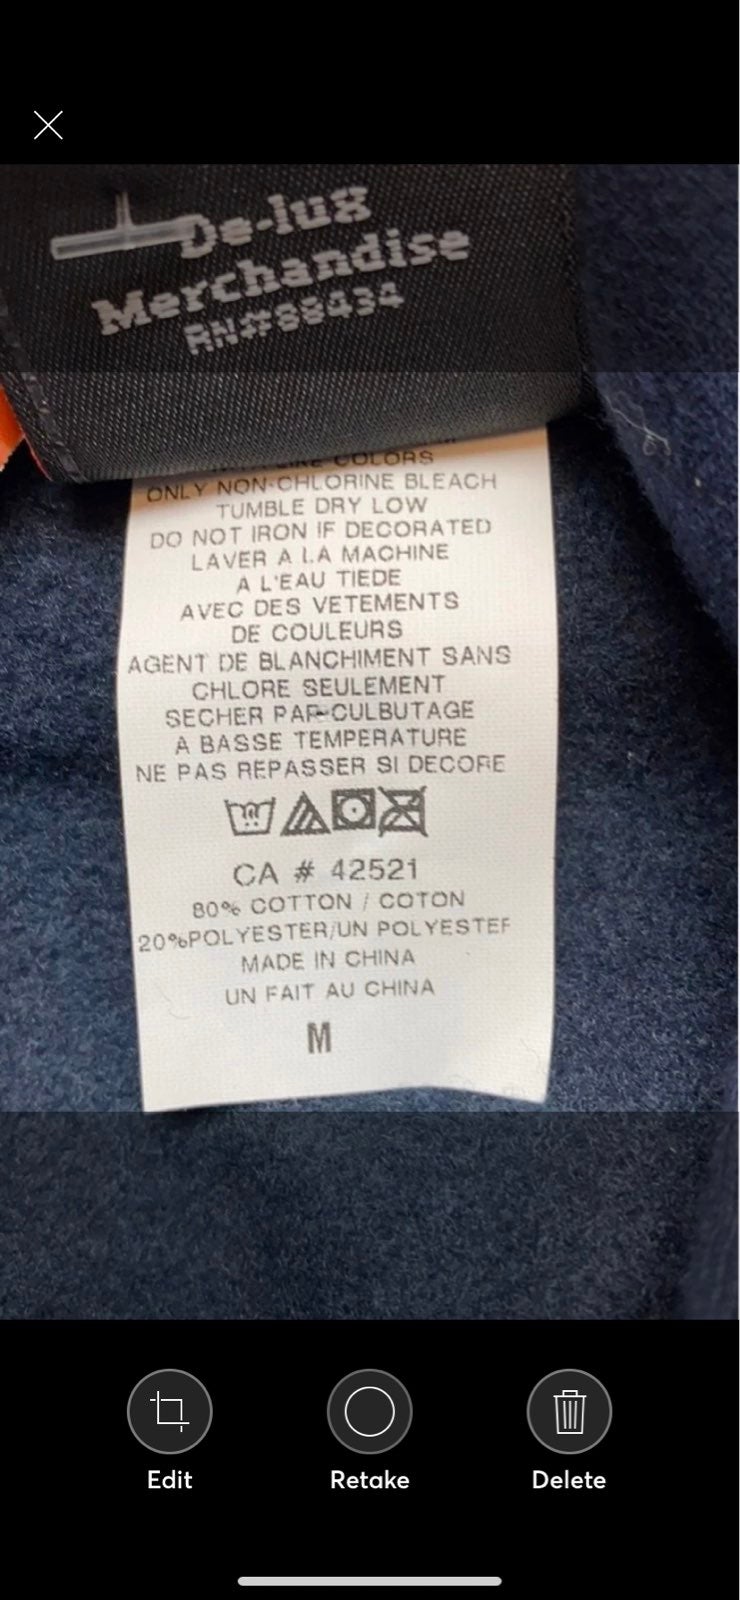 De-lux
Merchandise
RN#88434
COLORS
ONLY NON-CHLORINE BLEACH
TUMBLE DRY LOW
DO NOT IRON IF DECORATED
LAVER A LA MACHINE
A L'EAU TIEDE
AVEC DES VETEMENTS
DE COULEURS
AGENT DE BLANCHIMENT SANS
CHLORE SEULEMENT
SECHER PAR CULBUTAGE
A BASSE TEMPERATURE
NE PAS REPASSER SI DECORE
CA # 42521
80% COTTON / COTON
20%POLYESTER/UN POLYESTER
MADE IN CHINA
UN FAIT AU CHINA
M
Edit
Retake
Delete